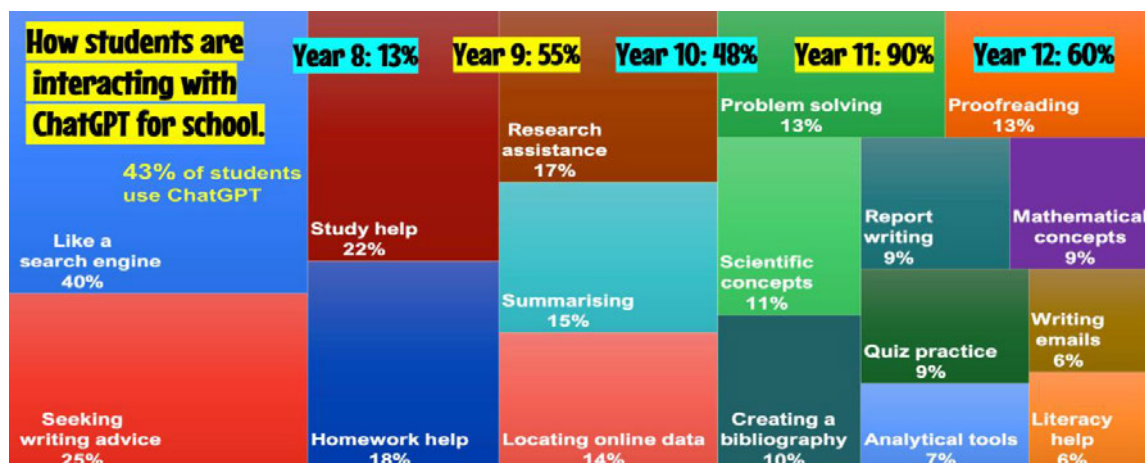 How students are
interacting with
ChatGPT for school.
43% of students
use ChatGPT
Year 8: 13%
Year 9: 55%
Year 10: 48%
Year 11: 90%
Year 12: 60%
Like a
search engine
40%
Seeking
writing advice
25%
Study help
22%
Homework help
18%
Research
assistance
17%
Summarising
15%
Locating online data
14%
Problem solving
13%
Proofreading
13%
Scientific
concepts
11%
Creating a
bibliography
10%
Report
writing
9%
Mathematical
concepts
9%
Quiz practice
9%
Analytical tools
7%
Writing
emails
6%
Literacy
help
6%